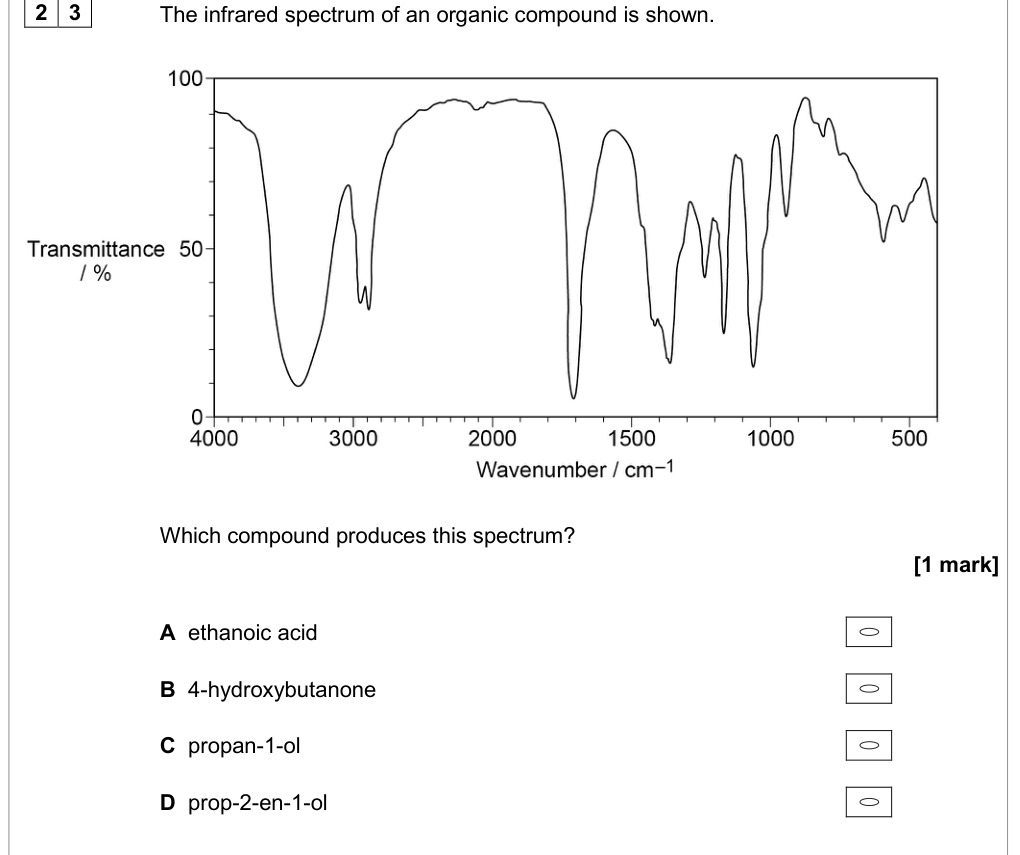 2 3 The infrared spectrum of an organic compound is shown.
100
Transmittance 50
/ %
0
4000 3000 2000 1500 1000 500
Wavenumber / cm⁻¹
Which compound produces this spectrum?
[1 mark]
A ethanoic acid
B 4-hydroxybutanone
C propan-1-ol
D prop-2-en-1-ol